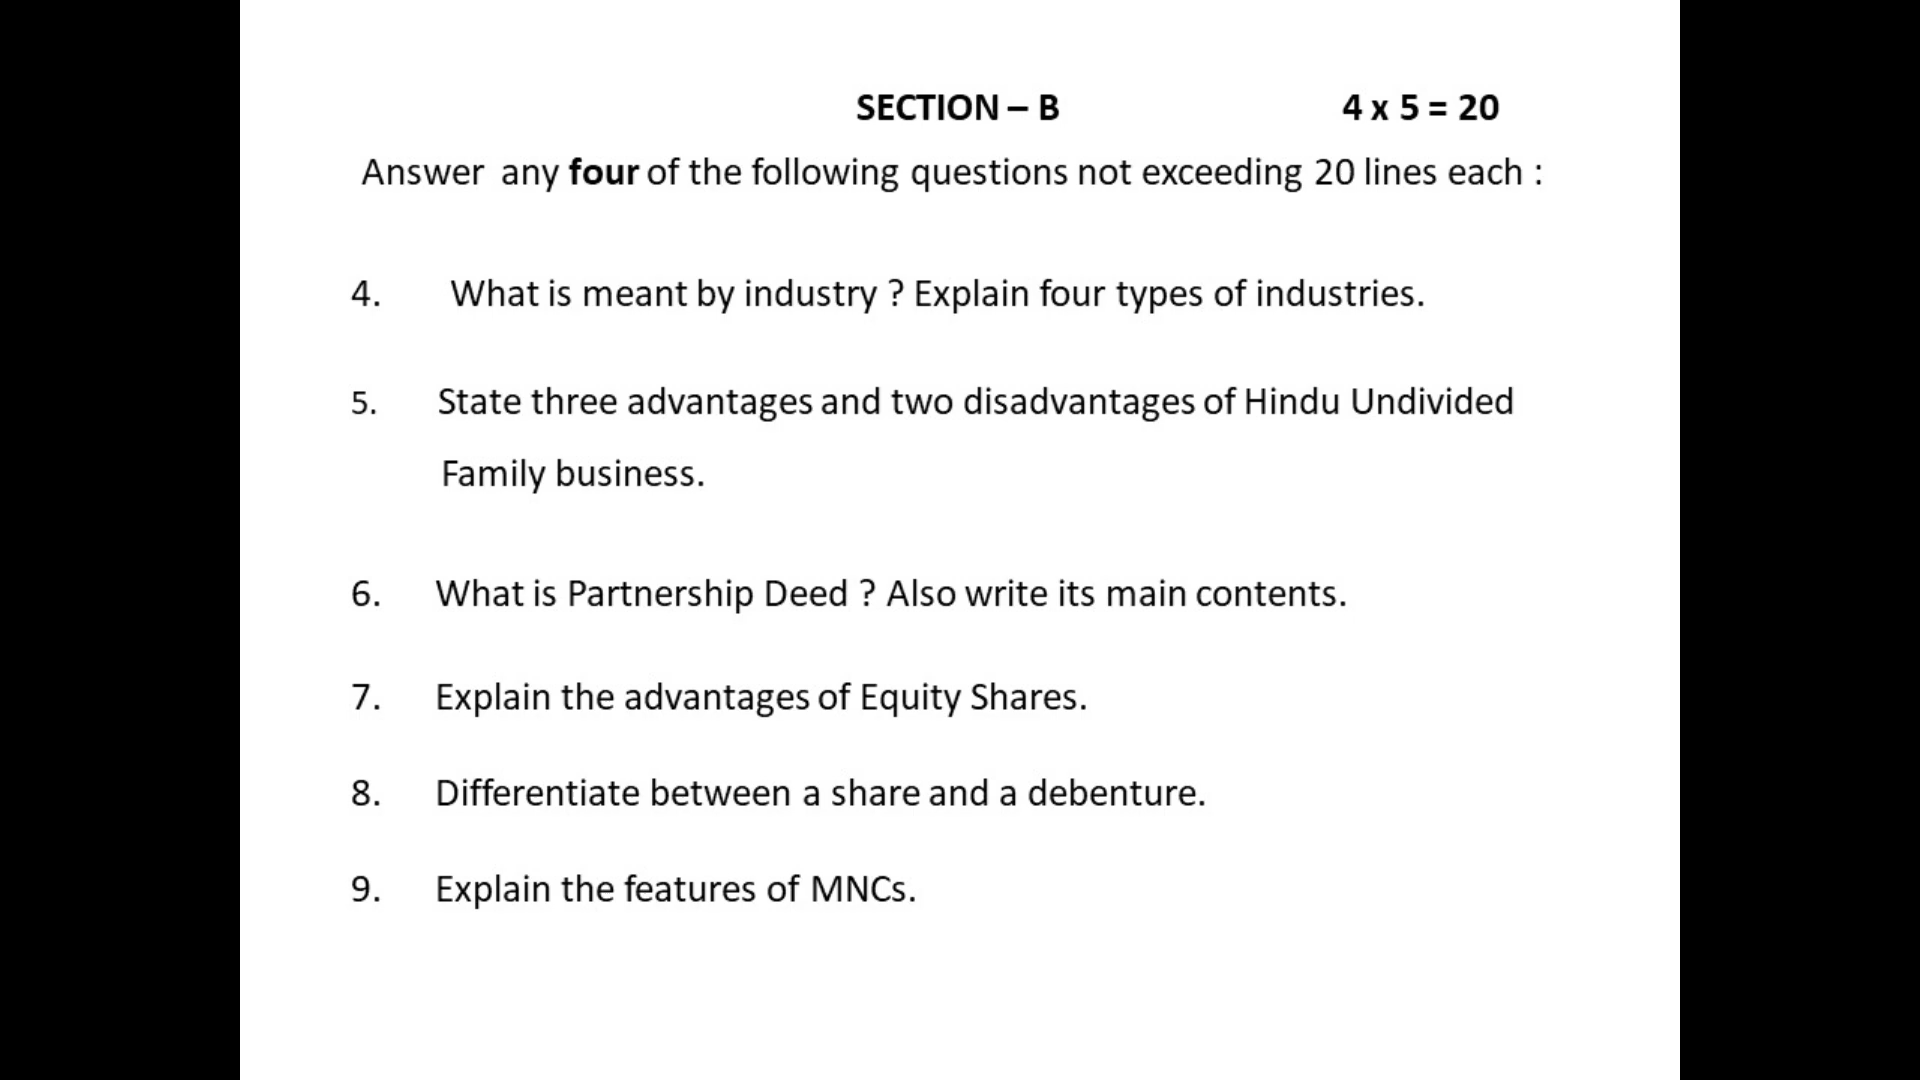 SECTION – B 4 x 5 = 20
Answer any four of the following questions not exceeding 20 lines each :
4. What is meant by industry ? Explain four types of industries.
5. State three advantages and two disadvantages of Hindu Undivided
Family business.
6. What is Partnership Deed ? Also write its main contents.
7. Explain the advantages of Equity Shares.
8. Differentiate between a share and a debenture.
9. Explain the features of MNCs.